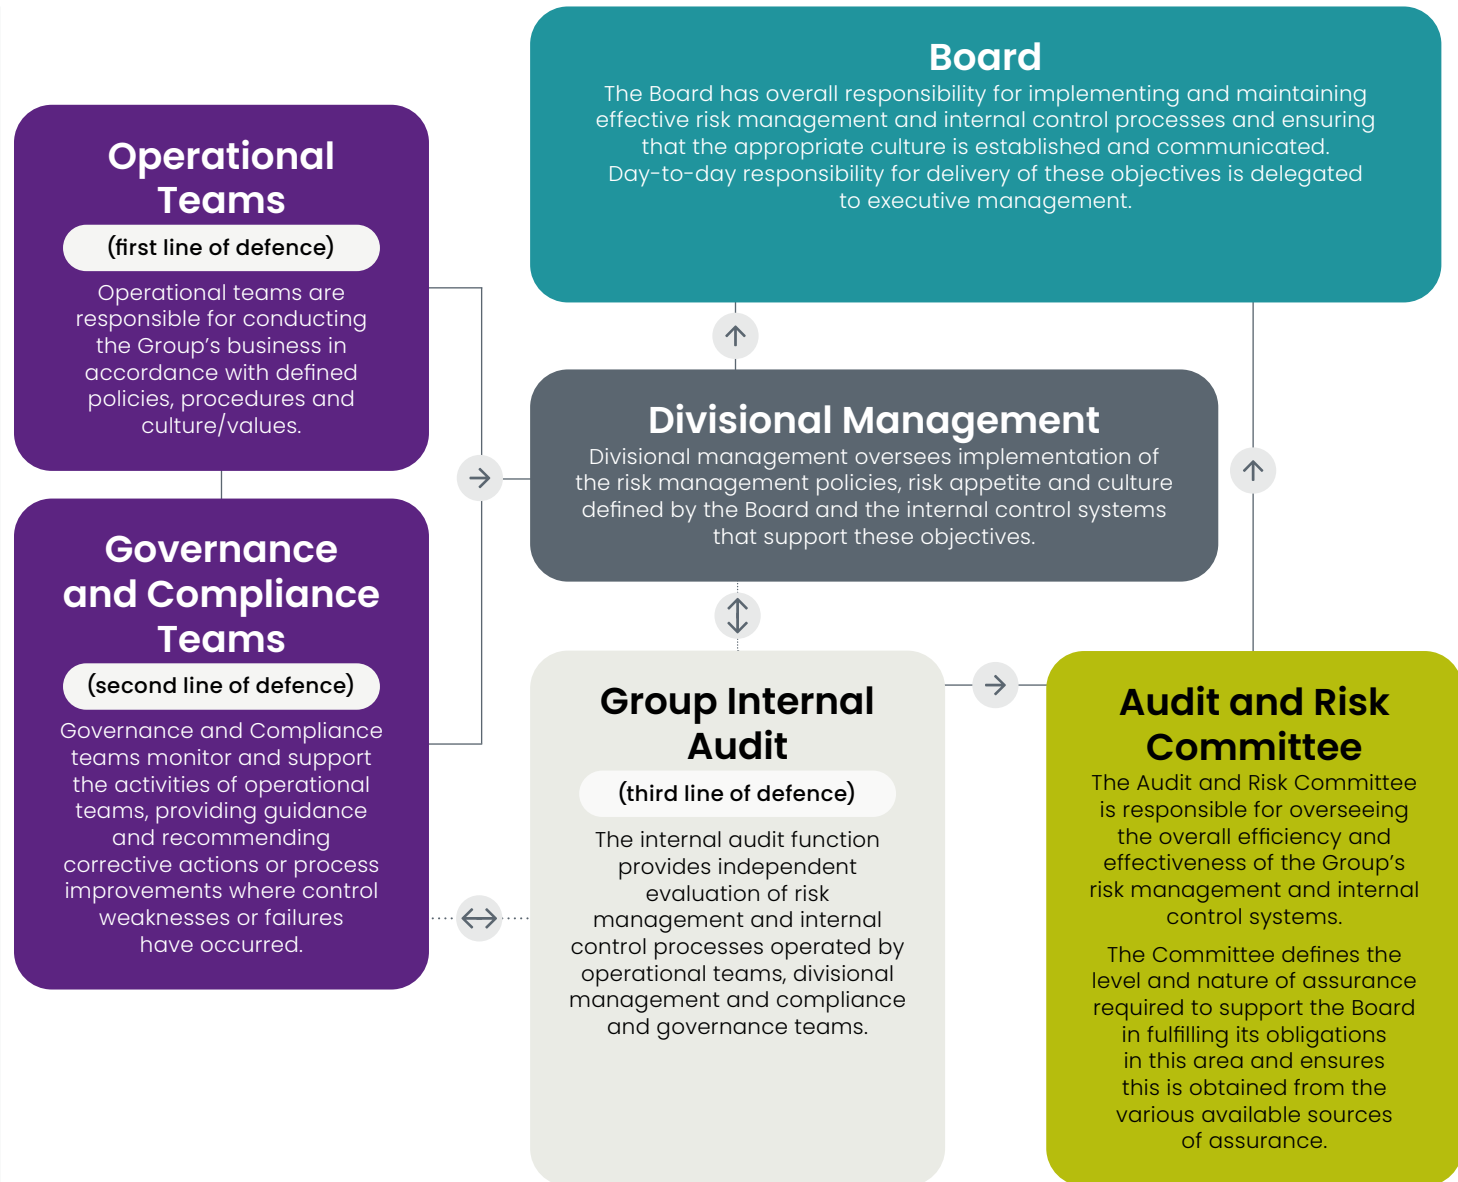 Board
The Board has overall responsibility for implementing and maintaining
effective risk management and internal control processes and ensuring
that the appropriate culture is established and communicated.
Day-to-day responsibility for delivery of these objectives is delegated
to executive management.
Operational
Teams
(first line of defence)
Operational teams are
responsible for conducting
the Group’s business in
accordance with defined
policies, procedures and
culture/values.
Divisional Management
Divisional management oversees implementation of
the risk management policies, risk appetite and culture
defined by the Board and the internal control systems
that support these objectives.
Governance
and Compliance
Teams
(second line of defence)
Governance and Compliance
teams monitor and support
the activities of operational
teams, providing guidance
and recommending
corrective actions or process
improvements where control
weaknesses or failures
have occurred.
Group Internal
Audit
(third line of defence)
The internal audit function
provides independent
evaluation of risk
management and internal
control processes operated by
operational teams, divisional
management and compliance
and governance teams.
Audit and Risk
Committee
The Audit and Risk Committee
is responsible for overseeing
the overall efficiency and
effectiveness of the Group’s
risk management and internal
control systems.
The Committee defines the
level and nature of assurance
required to support the Board
in fulfilling its obligations
in this area and ensures
this is obtained from the
various available sources
of assurance.